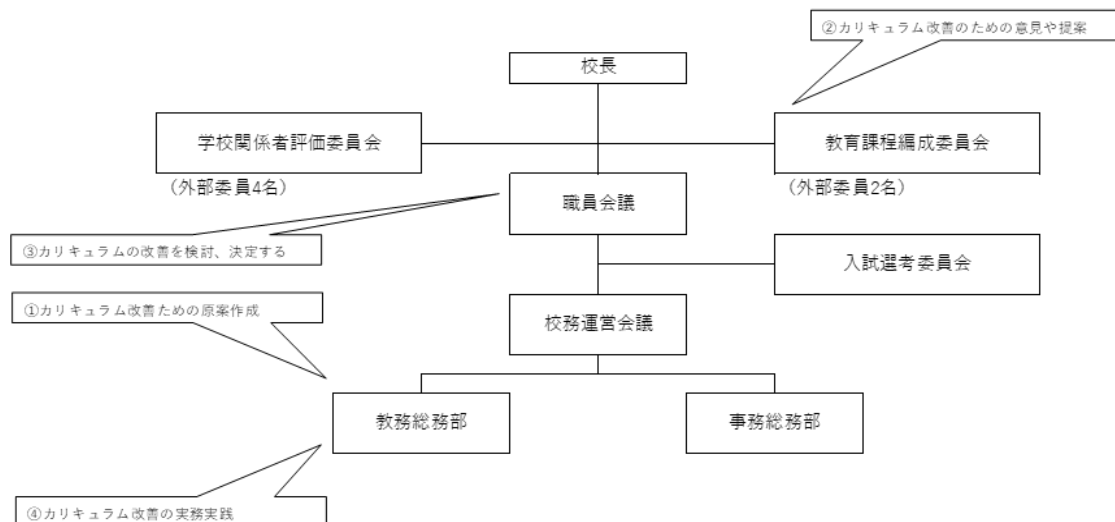 ②カリキュラム改善のための意見や提案
校長
学校関係者評価委員会
教育課程編成委員会
（外部委員4名）
（外部委員2名）
職員会議
③カリキュラムの改善を検討、決定する
入試選考委員会
①カリキュラム改善ための原案作成
校務運営会議
教務総務部
事務総務部
④カリキュラム改善の実務実践